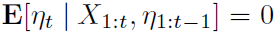 𝐄[η_t | X_{1:t}, η_{1:t−1}] = 0